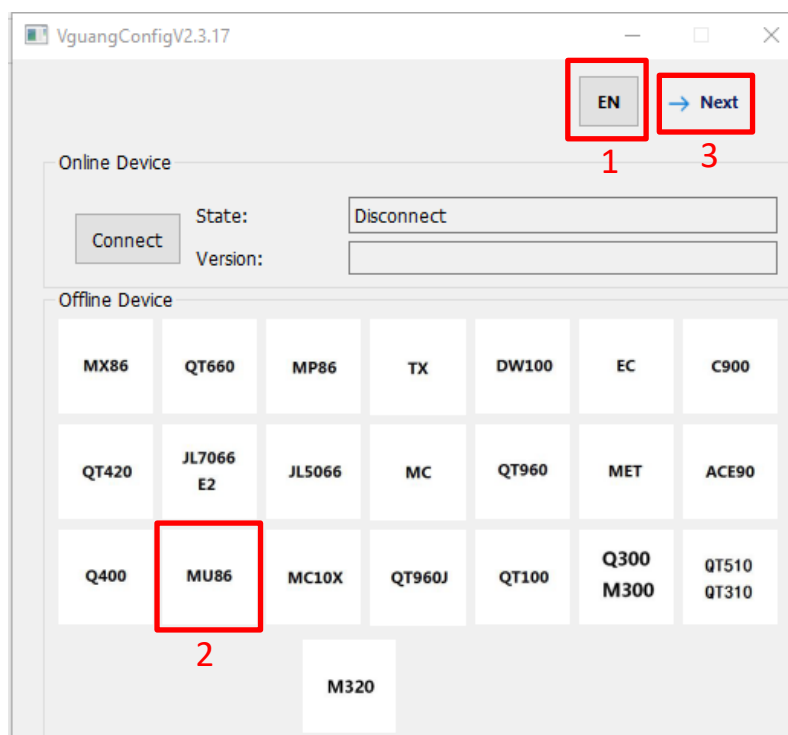 VguangConfigV2.3.17
EN
→ Next
1
3
Online Device
Connect
State:
Disconnect
Version:
Offline Device
MX86
QT660
MP86
TX
DW100
EC
C900
QT420
JL7066
E2
JL5066
MC
QT960
MET
ACE90
Q400
MU86
MC10X
QT960J
QT100
Q300
M300
QT510
QT310
2
M320